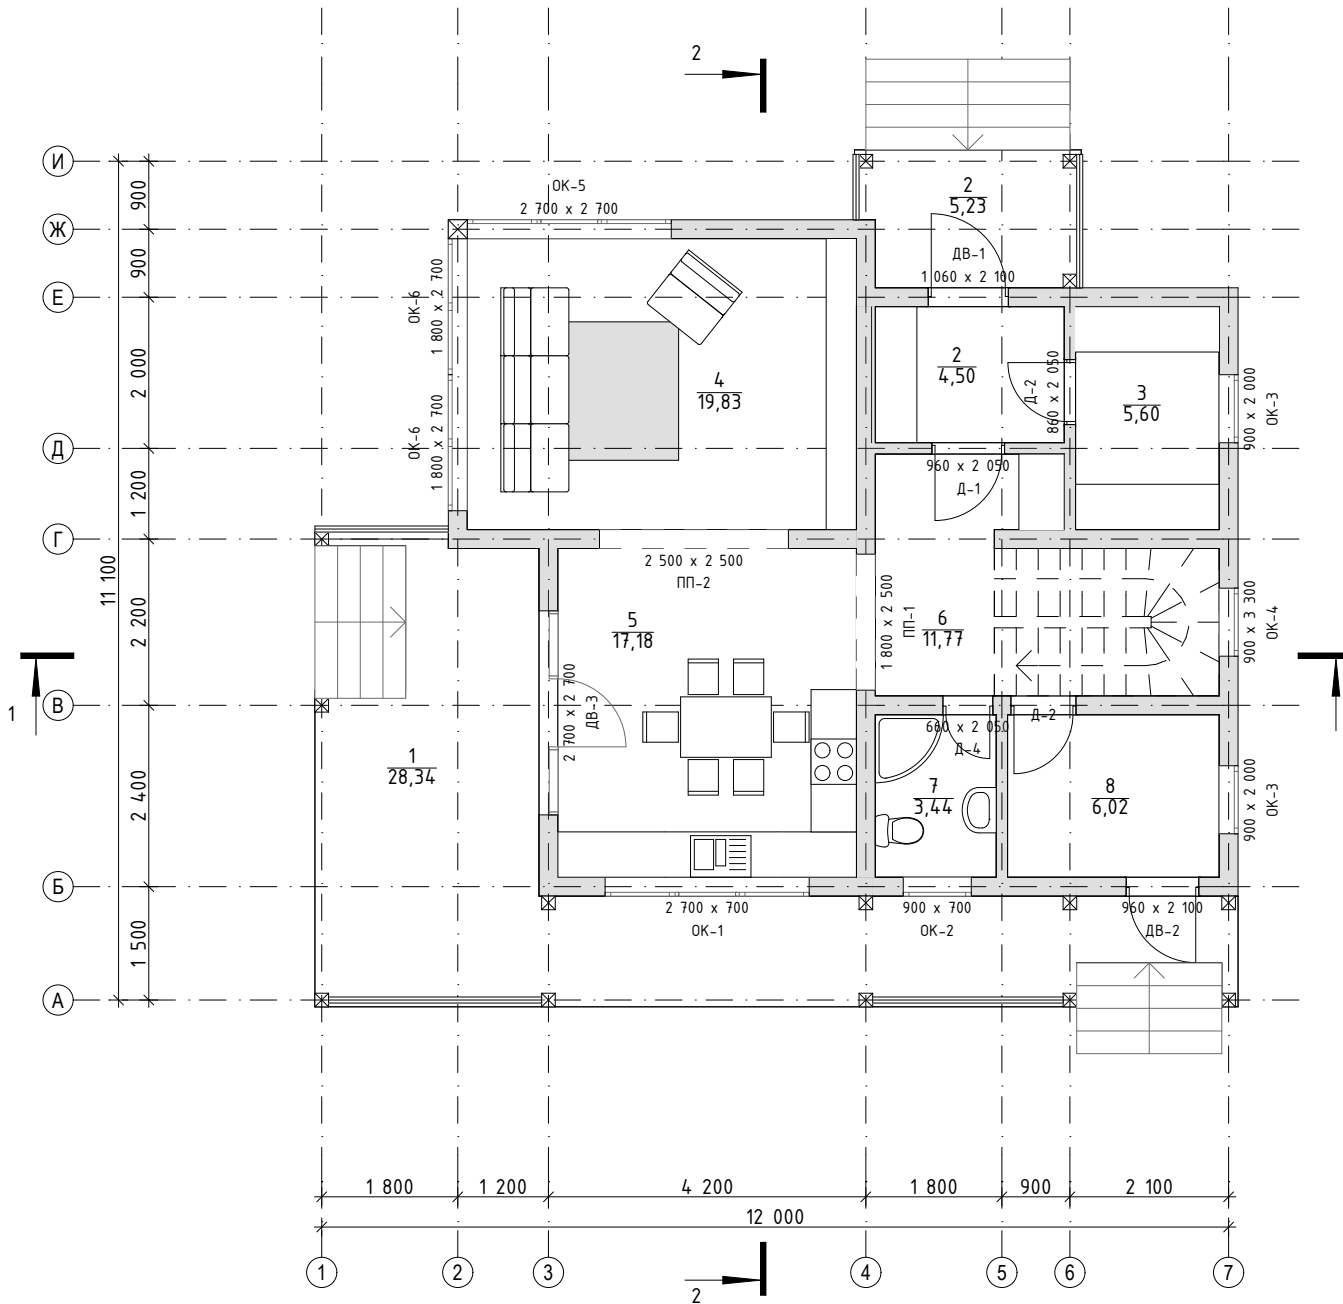 2
И
900
ОК-5
2
5,23
2 700 x 2 700
Ж
900
ДВ-1
1 060 x 2 100
Е
ОК-6
1 800 x 2 700
2 000
2
4,50
Д-2
860 x 2 050
3
5,60
900 x 2 000
ОК-3
4
19,83
ОК-6
1 800 x 2 700
Д
960 x 2 050
Д-1
1 200
Г
11 100
2 500 x 2 500
ПП-2
2 200
5
17,18
1 800 x 2 500
ПП-1
6
11,77
900 x 3 300
ОК-4
1
В
2 700 x 2 700
ДВ-3
660 x 2 050
Д-4
Д-2
1
28,34
2 400
7
3,44
8
6,02
900 x 2 000
ОК-3
Б
2 700 x 700
ОК-1
900 x 700
ОК-2
960 x 2 100
ДВ-2
1 500
А
1 800
1 200
4 200
1 800
900
2 100
12 000
1
2
3
4
5
6
7
2